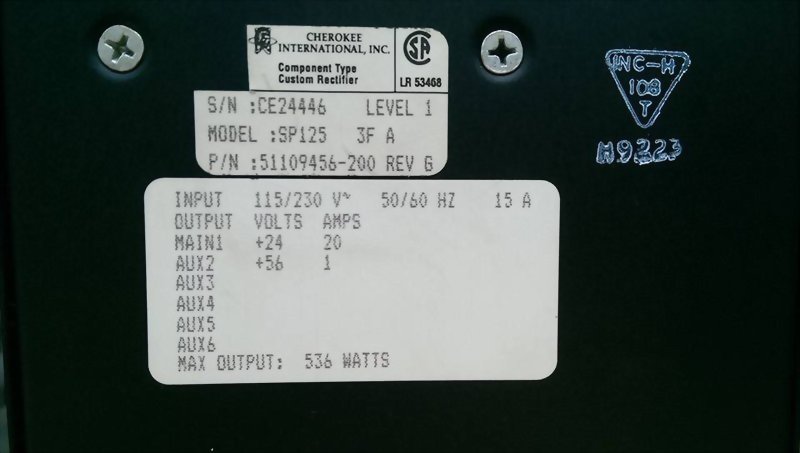 CHEROKEE
INTERNATIONAL, INC.
Component Type
Custom Rectifier
LR 53468
S/N :CE24446 LEVEL 1
MODEL :SP125 3F A
P/N :51109456-200 REV G
INPUT 115/230 V~ 50/60 HZ 15 A
OUTPUT VOLTS AMPS
MAIN1 +24 20
AUX2 +56 1
AUX3
AUX4
AUX5
AUX6
MAX OUTPUT: 536 WATTS
INC-H
108
T
H9223